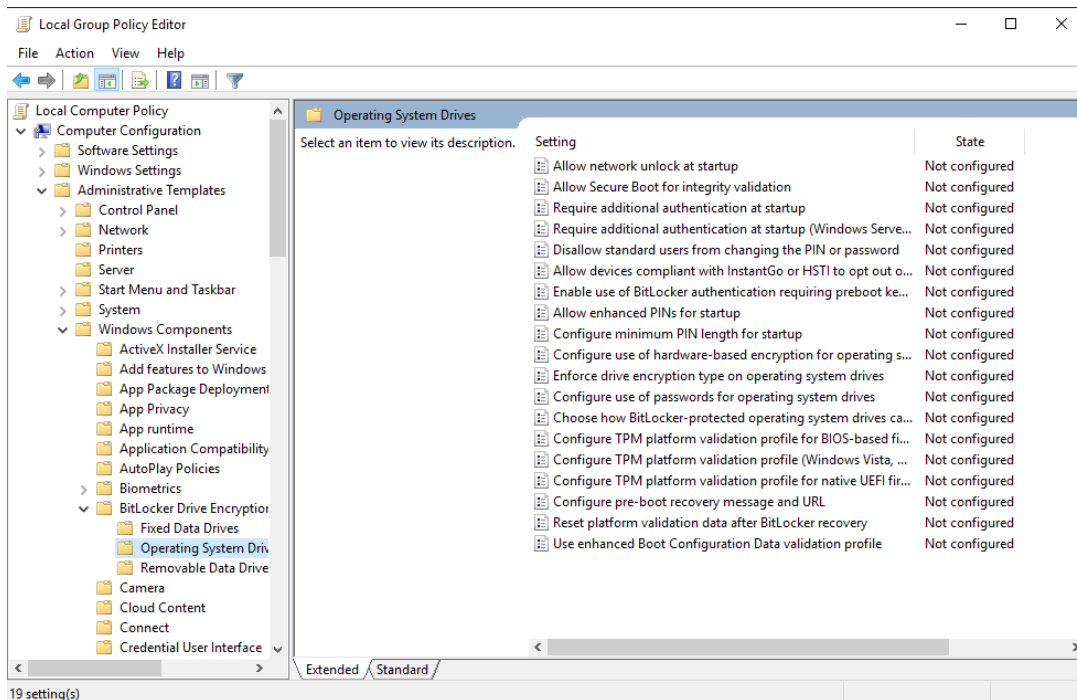 Local Group Policy Editor
File Action View Help
Local Computer Policy
Computer Configuration
Software Settings
Windows Settings
Administrative Templates
Control Panel
Network
Printers
Server
Start Menu and Taskbar
System
Windows Components
ActiveX Installer Service
Add features to Windows
App Package Deployment
App Privacy
App runtime
Application Compatibility
AutoPlay Policies
Biometrics
BitLocker Drive Encryption
Fixed Data Drives
Operating System Driv
Removable Data Drive
Camera
Cloud Content
Connect
Credential User Interface
Operating System Drives
Select an item to view its description.
Setting State
Allow network unlock at startup Not configured
Allow Secure Boot for integrity validation Not configured
Require additional authentication at startup Not configured
Require additional authentication at startup (Windows Serve... Not configured
Disallow standard users from changing the PIN or password Not configured
Allow devices compliant with InstantGo or HSTI to opt out o... Not configured
Enable use of BitLocker authentication requiring preboot ke... Not configured
Allow enhanced PINs for startup Not configured
Configure minimum PIN length for startup Not configured
Configure use of hardware-based encryption for operating s... Not configured
Enforce drive encryption type on operating system drives Not configured
Configure use of passwords for operating system drives Not configured
Choose how BitLocker-protected operating system drives ca... Not configured
Configure TPM platform validation profile for BIOS-based fi... Not configured
Configure TPM platform validation profile (Windows Vista, ... Not configured
Configure TPM platform validation profile for native UEFI fir... Not configured
Configure pre-boot recovery message and URL Not configured
Reset platform validation data after BitLocker recovery Not configured
Use enhanced Boot Configuration Data validation profile Not configured
Extended Standard
19 setting(s)